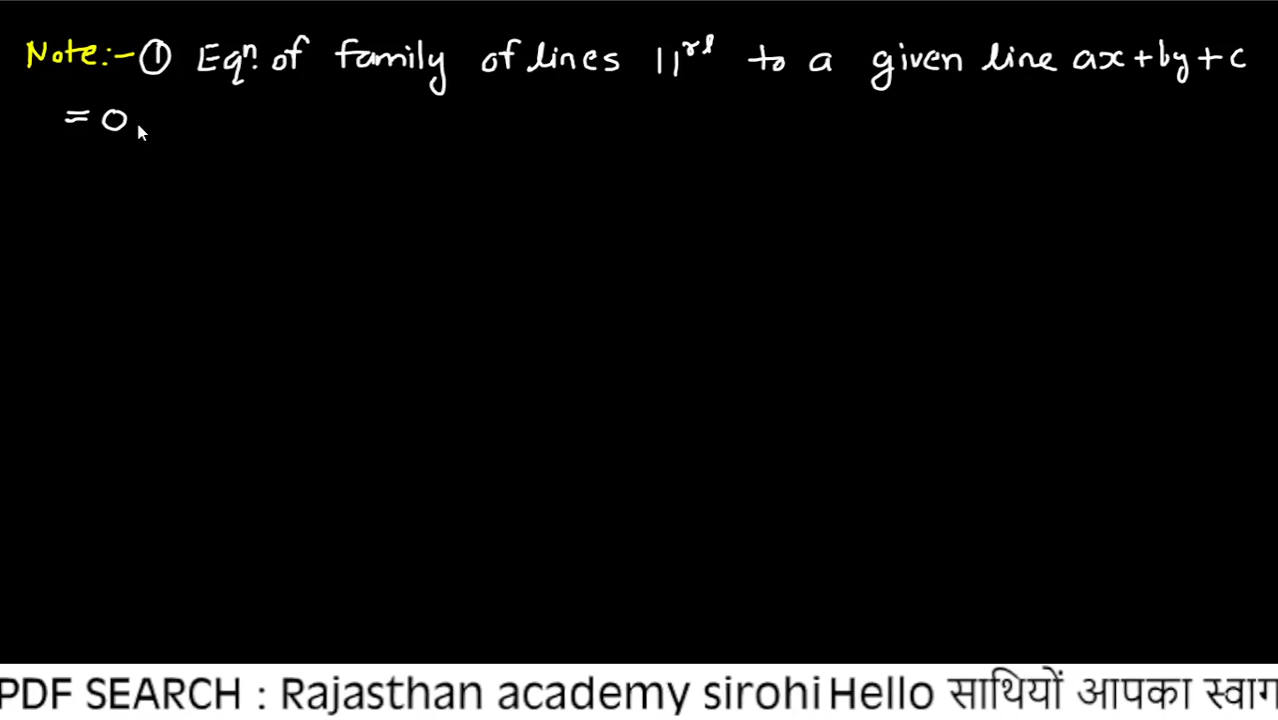 Note:- ① Eqⁿ. of family of lines ||ʳˡ to a given line ax+by+c
= 0
PDF SEARCH : Rajasthan academy sirohi Hello साथियों आपका स्वाग